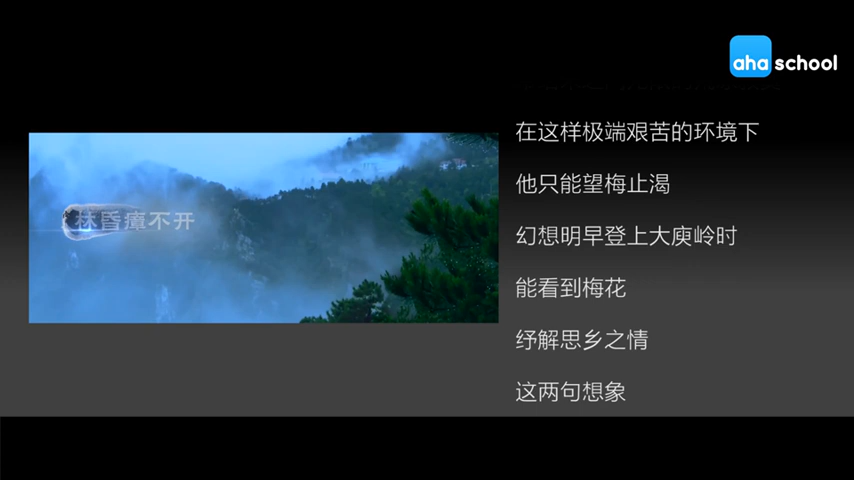 aha school
林昏瘴不开
在这样极端艰苦的环境下
他只能望梅止渴
幻想明早登上大庾岭时
能看到梅花
纾解思乡之情
这两句想象